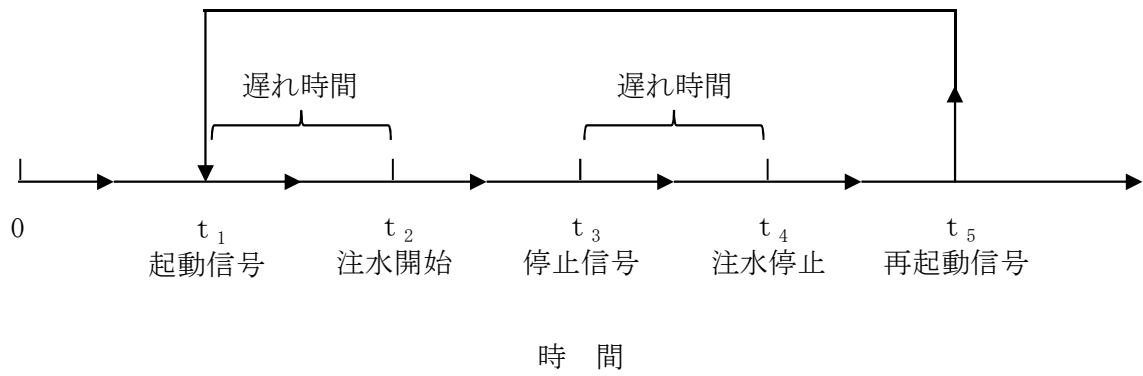 遅れ時間 遅れ時間
0 t₁ t₂ t₃ t₄ t₅
起動信号 注水開始 停止信号 注水停止 再起動信号
時 間